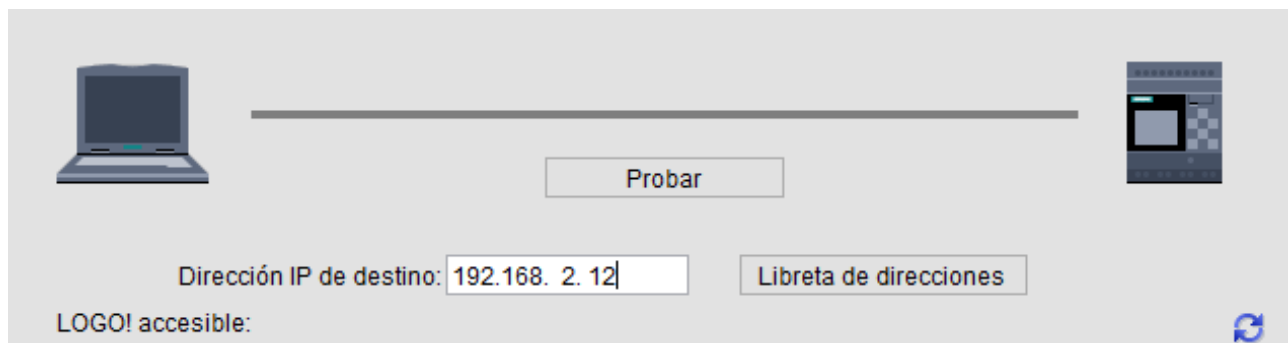 Probar
Dirección IP de destino: 192.168. 2. 12 Libreta de direcciones
LOGO! accesible: